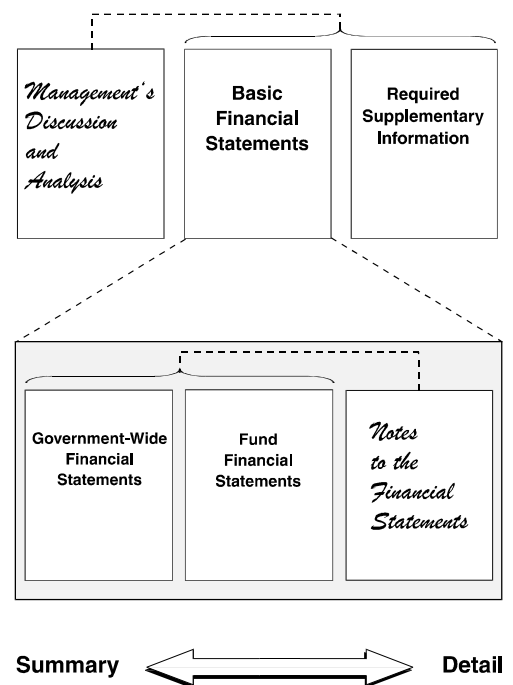 Management's
Discussion
and
Analysis
Basic
Financial
Statements
Required
Supplementary
Information
Government-Wide
Financial
Statements
Fund
Financial
Statements
Notes
to the
Financial
Statements
Summary
Detail